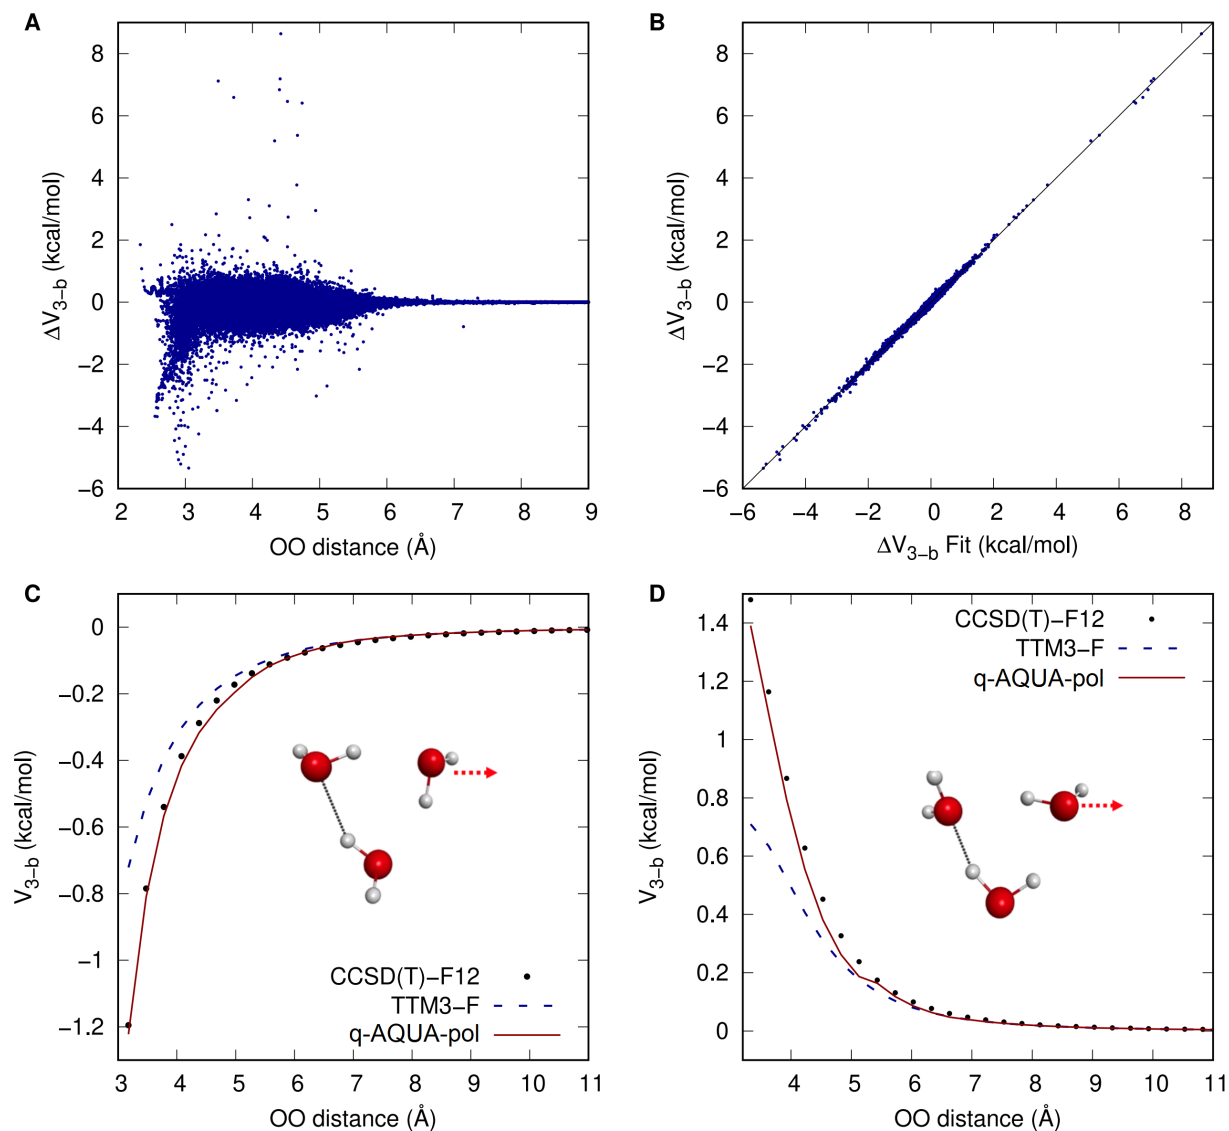 A
8
6
4
2
0
−2
−4
−6
ΔV3−b (kcal/mol)
2 3 4 5 6 7 8 9
OO distance (Å)
B
8
6
4
2
0
−2
−4
−6
ΔV3−b (kcal/mol)
−6 −4 −2 0 2 4 6 8
ΔV3−b Fit (kcal/mol)
C
0
−0.2
−0.4
−0.6
−0.8
−1
−1.2
V3−b (kcal/mol)
CCSD(T)−F12
TTM3−F
q-AQUA-pol
3 4 5 6 7 8 9 10 11
OO distance (Å)
D
1.4
1.2
1
0.8
0.6
0.4
0.2
0
V3−b (kcal/mol)
CCSD(T)−F12
TTM3−F
q-AQUA-pol
4 5 6 7 8 9 10 11
OO distance (Å)